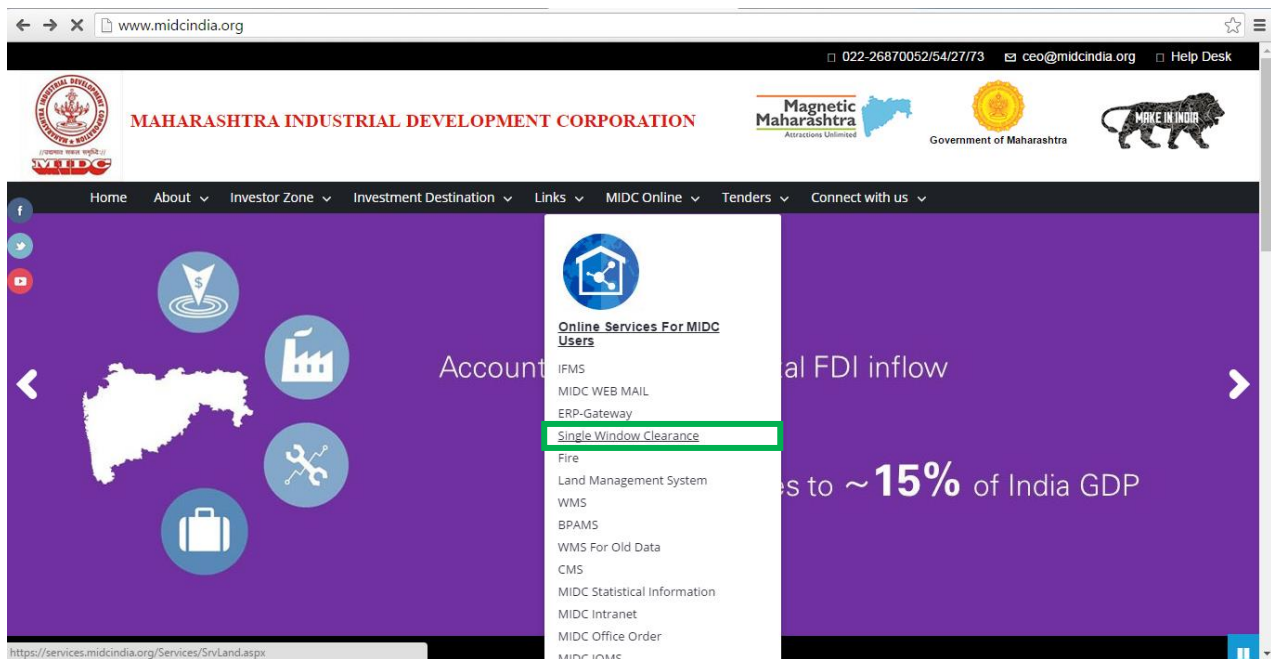 www.midcindia.org
022-26870052/54/27/73 ceo@midcindia.org Help Desk
MAHARASHTRA INDUSTRIAL DEVELOPMENT CORPORATION
MIDC
Magnetic
Maharashtra
Attractions Unlimited
Government of Maharashtra
MAKE IN INDIA
Home About Investor Zone Investment Destination Links MIDC Online Tenders Connect with us
Online Services For MIDC
Users
IFMS
MIDC WEB MAIL
ERP-Gateway
Single Window Clearance
Fire
Land Management System
WMS
BPAMS
WMS For Old Data
CMS
MIDC Statistical Information
MIDC Intranet
MIDC Office Order
MIDC IOMS
Account al FDI inflow
s to ~15% of India GDP
https://services.midcindia.org/Services/SrvLand.aspx